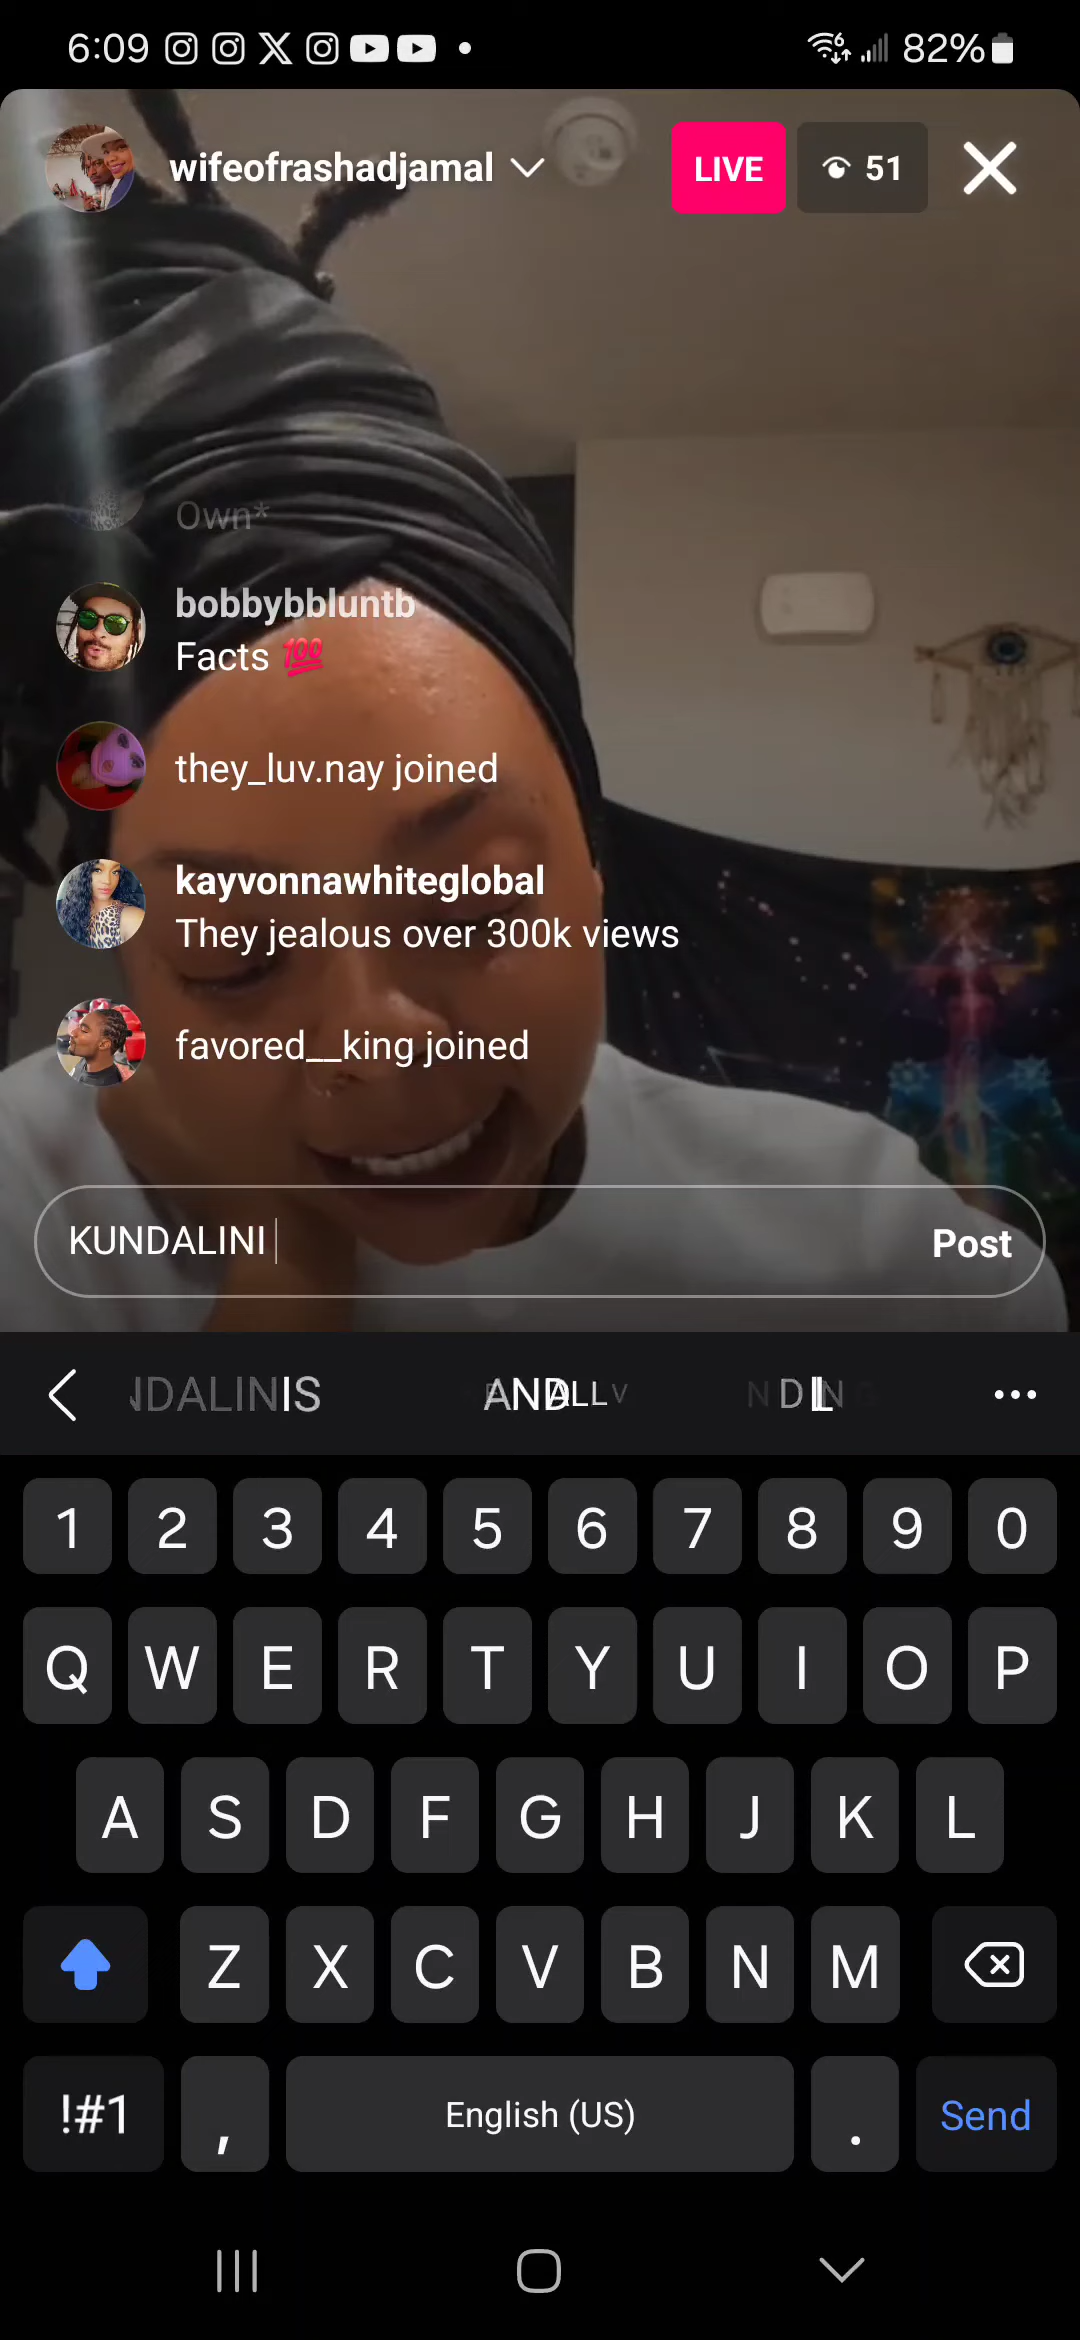 6:09 82%
wifeofrashadjamal LIVE 51
Own*
bobbybbluntb
Facts 💯
they_luv.nay joined
kayvonnawhiteglobal
They jealous over 300k views
favored__king joined
KUNDALINI Post
1 2 3 4 5 6 7 8 9 0
Q W E R T Y U I O P
A S D F G H J K L
Z X C V B N M
!#1 , English (US) . Send